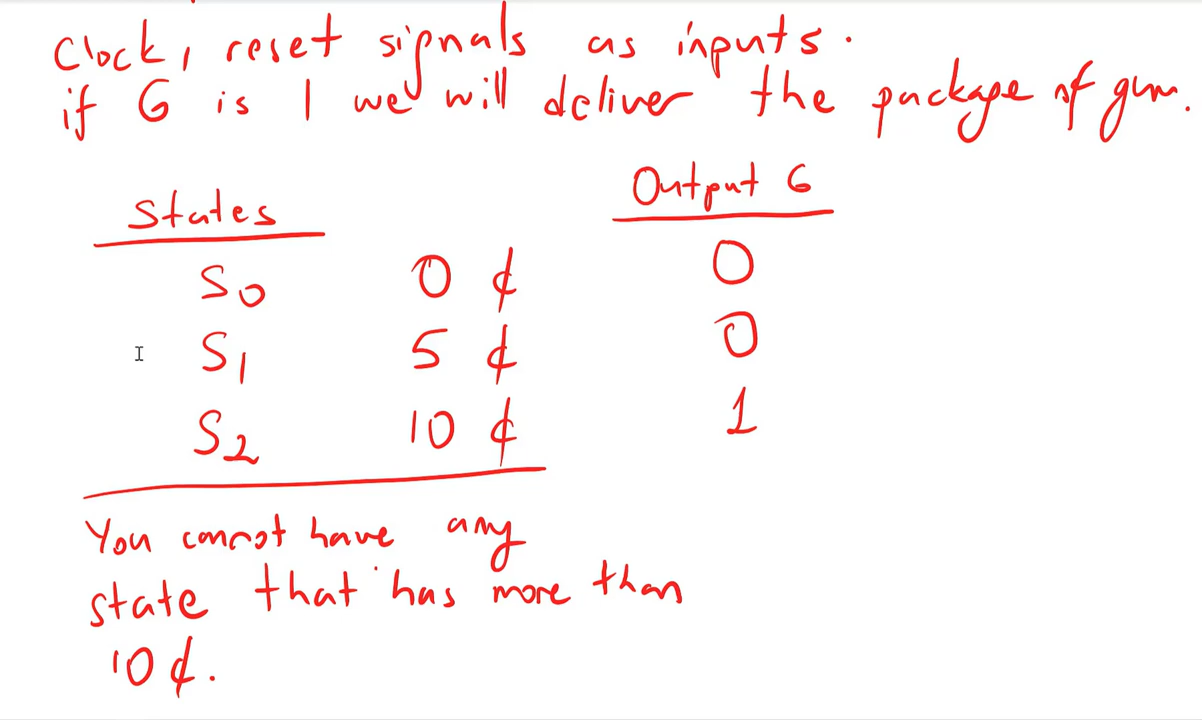 Clock, reset signals as inputs.
if G is 1 we will deliver the package of gum.
States Output G
S0 0 ¢ 0
S1 5 ¢ 0
S2 10 ¢ 1
You cannot have any
state that has more than
10 ¢.